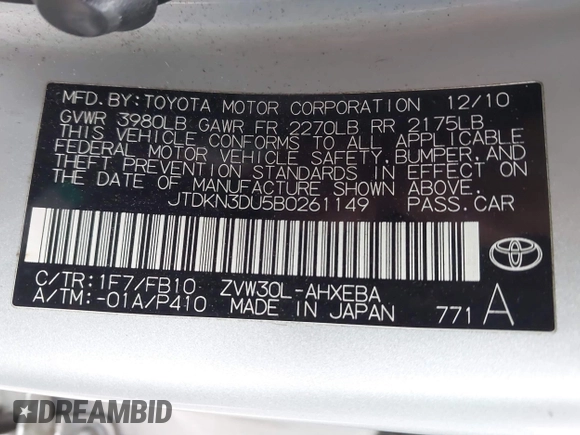 MFD. BY: TOYOTA MOTOR CORPORATION 12/10
GVWR 3980LB GAWR FR 2270LB RR 2175LB
THIS VEHICLE CONFORMS TO ALL APPLICABLE
FEDERAL MOTOR VEHICLE SAFETY, BUMPER, AND
THEFT PREVENTION STANDARDS IN EFFECT ON
THE DATE OF MANUFACTURE SHOWN ABOVE.
JTDKN3DU5B0261149 PASS. CAR
C/TR: 1F7/FB10 ZVW30L-AHXEBA
A/TM: -01A/P410 MADE IN JAPAN 771 A
DREAMBID